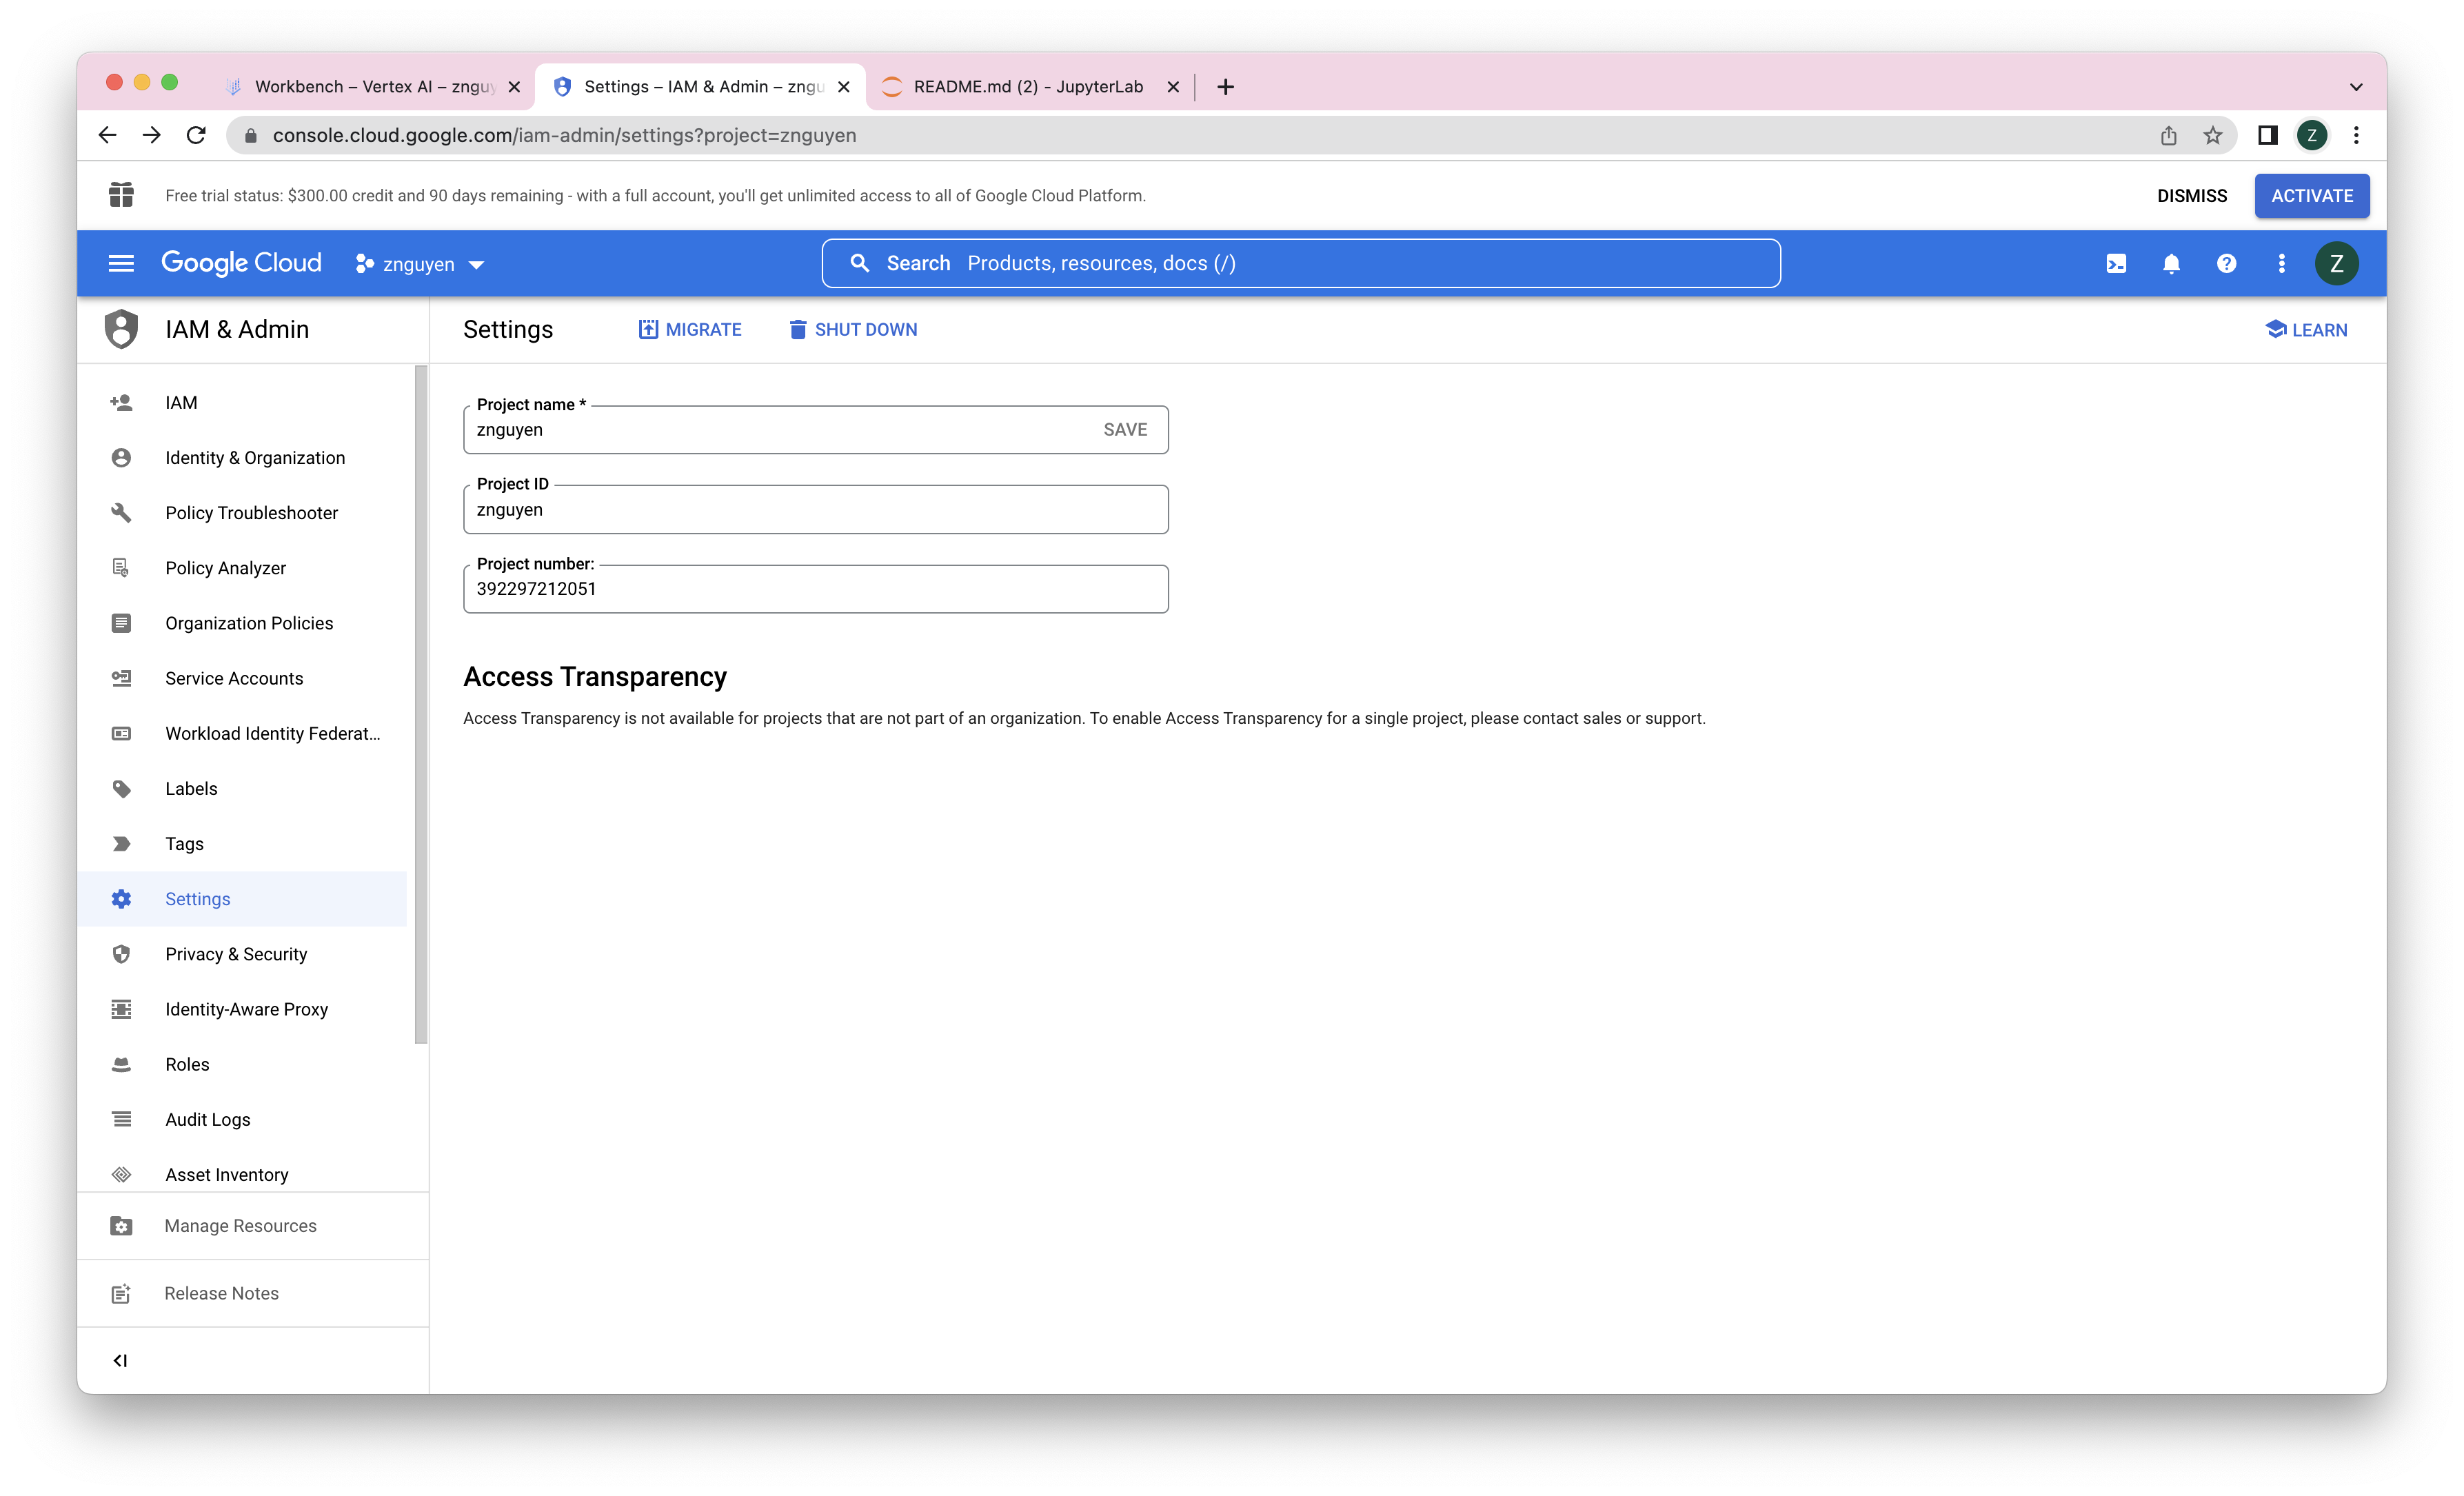 Workbench – Vertex AI – znguy
Settings – IAM & Admin – zngu
README.md (2) - JupyterLab
console.cloud.google.com/iam-admin/settings?project=znguyen
Z
Free trial status: $300.00 credit and 90 days remaining - with a full account, you'll get unlimited access to all of Google Cloud Platform.
DISMISS
ACTIVATE
Google Cloud
znguyen
Search Products, resources, docs (/)
Z
IAM & Admin
Settings
MIGRATE
SHUT DOWN
LEARN
IAM
Identity & Organization
Policy Troubleshooter
Policy Analyzer
Organization Policies
Service Accounts
Workload Identity Federat...
Labels
Tags
Settings
Privacy & Security
Identity-Aware Proxy
Roles
Audit Logs
Asset Inventory
Manage Resources
Release Notes
Project name *
znguyen
SAVE
Project ID
znguyen
Project number:
392297212051
Access Transparency
Access Transparency is not available for projects that are not part of an organization. To enable Access Transparency for a single project, please contact sales or support.